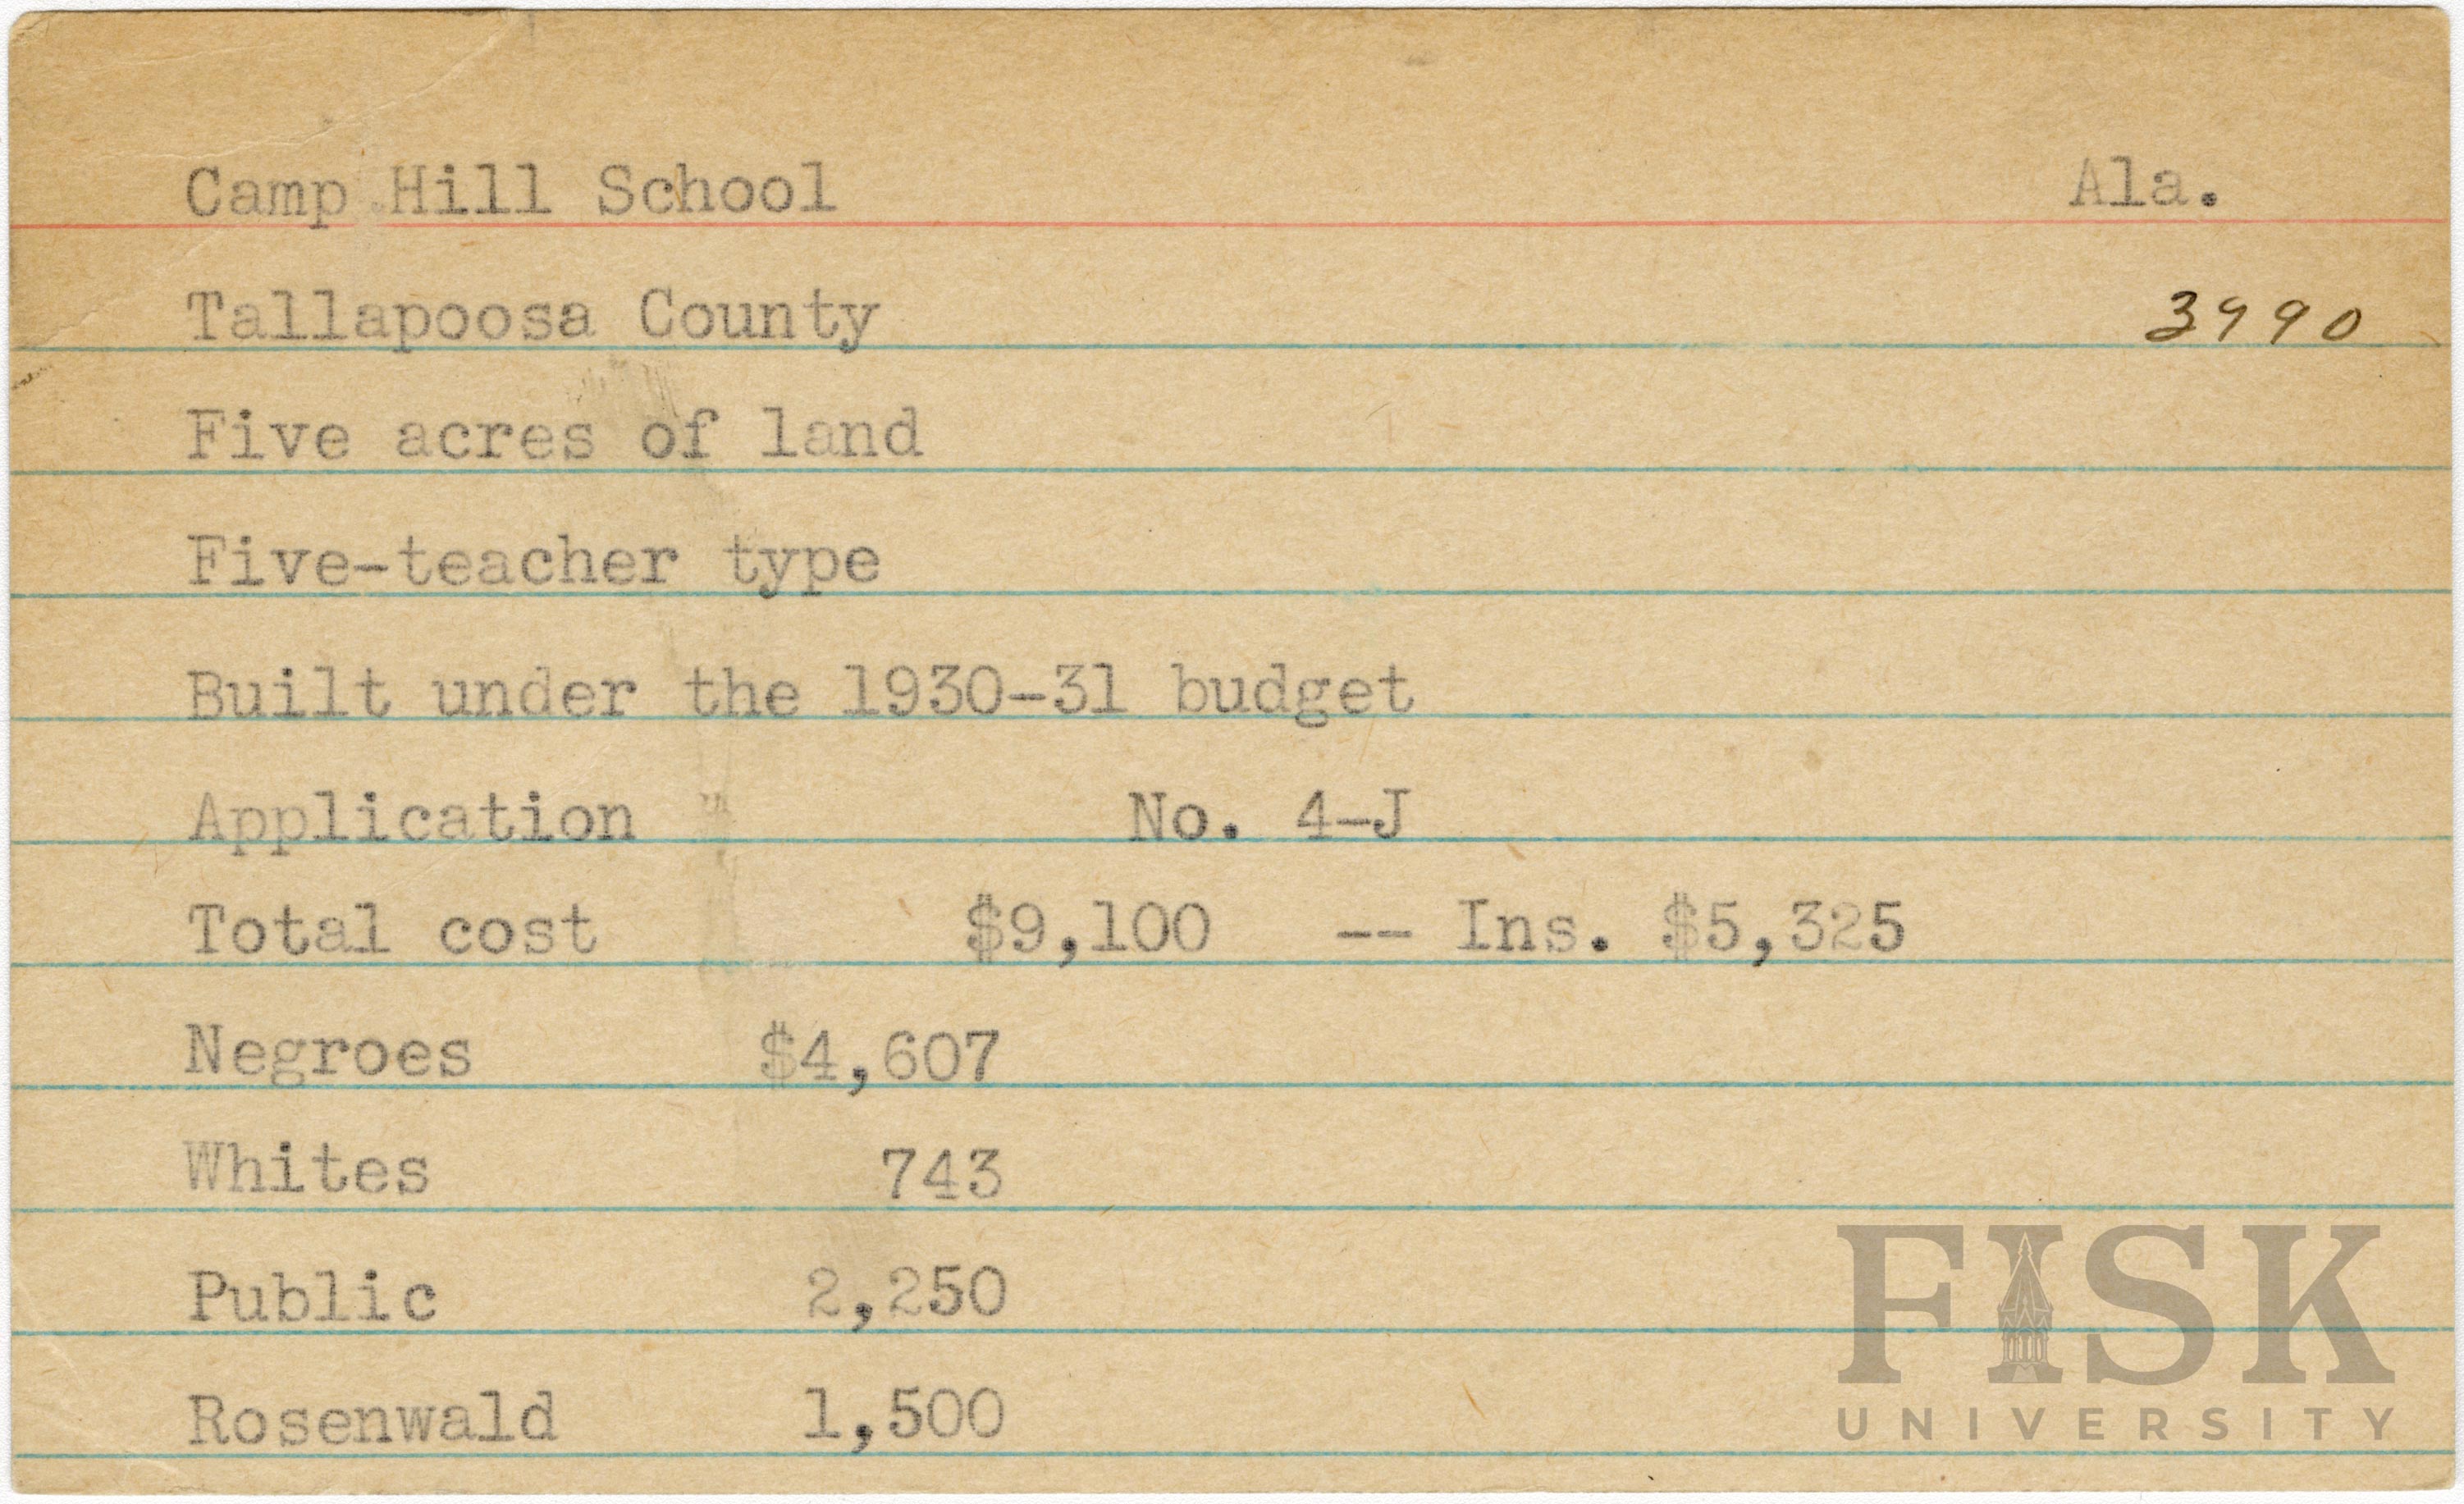 Camp Hill School Ala.
Tallapoosa County 3990
Five acres of land
Five-teacher type
Built under the 1930-31 budget
Application No. 4-J
Total cost $9,100 -- Ins. $5,325
Negroes $4,607
Whites 743
Public 2,250
Rosenwald 1,500
FISK
UNIVERSITY